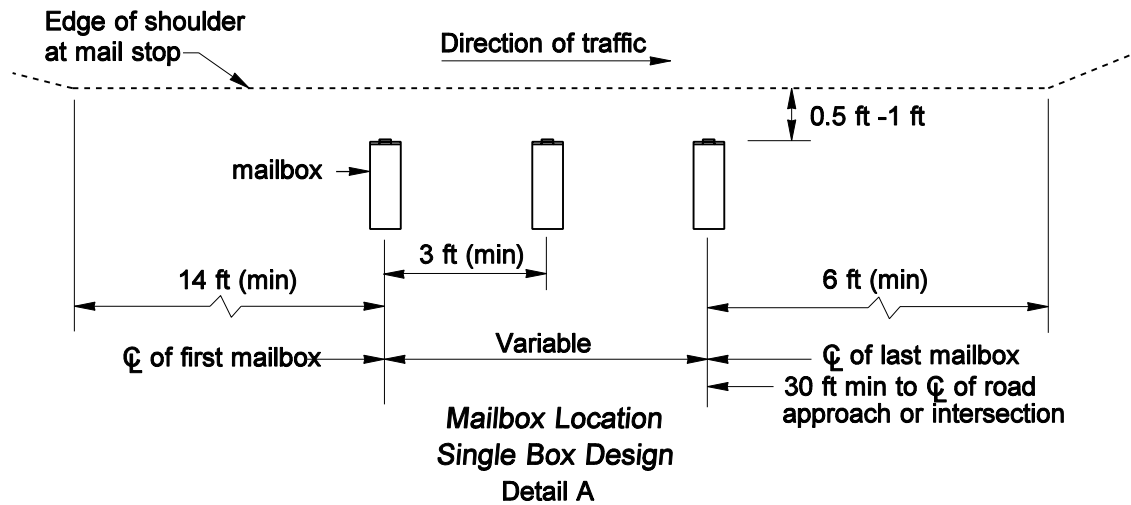 Edge of shoulder
at mail stop
Direction of traffic
0.5 ft -1 ft
mailbox
3 ft (min)
14 ft (min)
6 ft (min)
Variable
℄ of first mailbox
℄ of last mailbox
30 ft min to ℄ of road
approach or intersection
Mailbox Location
Single Box Design
Detail A